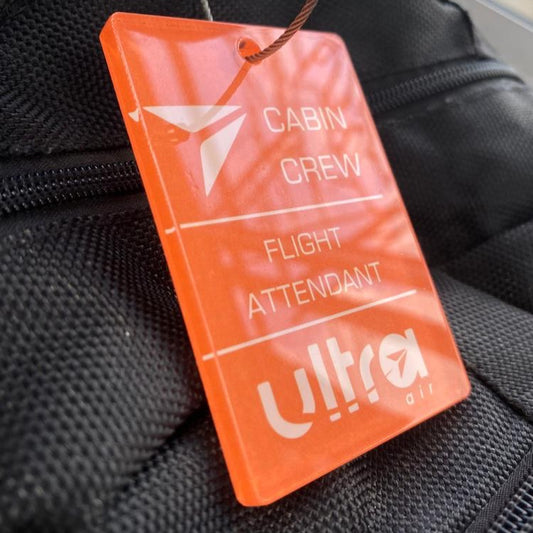 CABIN
CREW
FLIGHT
ATTENDANT
ultra
air